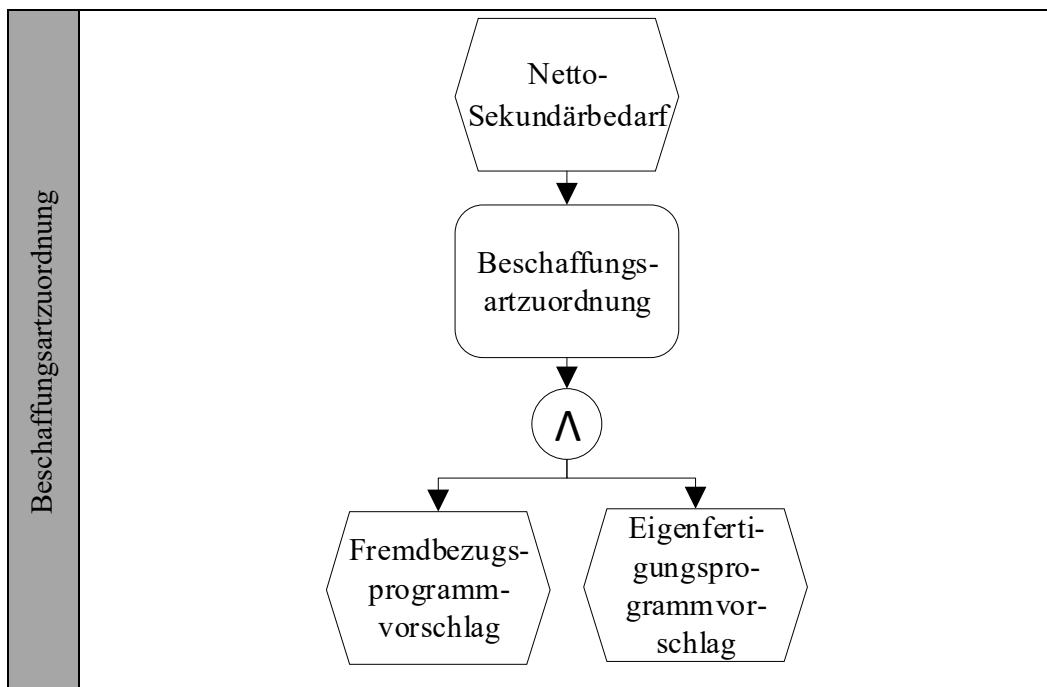 Beschaffungsartzuordnung
Netto-
Sekundärbedarf
Beschaffungs-
artzuordnung
Λ
Fremdbezugs-
programm-
vorschlag
Eigenferti-
gungspro-
grammvor-
schlag